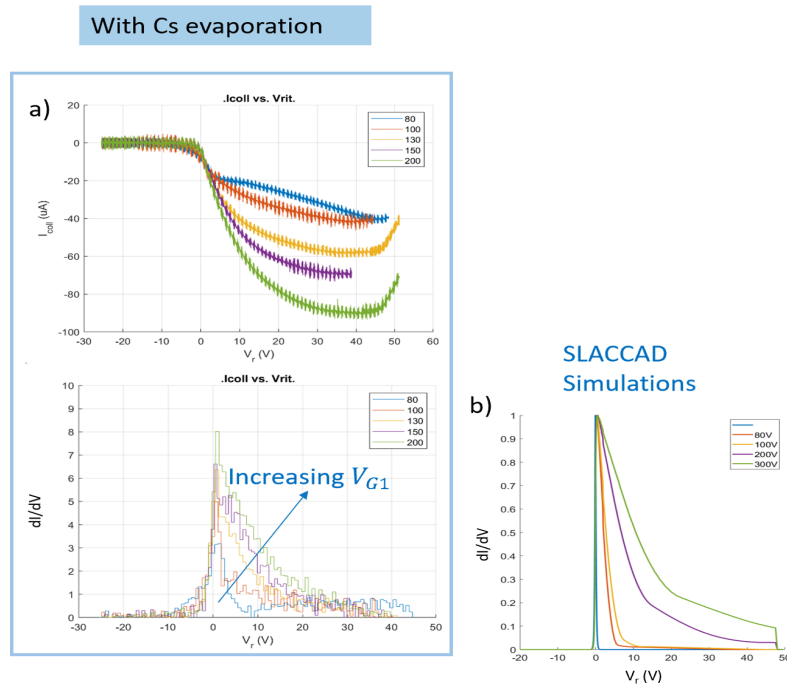 With Cs evaporation
a)
.Icoll vs. Vrit.
20
0
-20
-40
-60
-80
-100
I_coll (uA)
-30 -20 -10 0 10 20 30 40 50 60
V_r (V)
80
100
130
150
200
.Icoll vs. Vrit.
10
9
8
7
6
5
4
3
2
1
0
dI/dV
-30 -20 -10 0 10 20 30 40 50
V_r (V)
80
100
130
150
200
Increasing V_G1
SLACCAD
Simulations
b)
1
0.9
0.8
0.7
0.6
0.5
0.4
0.3
0.2
0.1
0
dI/dV
-20 -10 0 10 20 30 40 50
V_r (V)
80V
100V
200V
300V